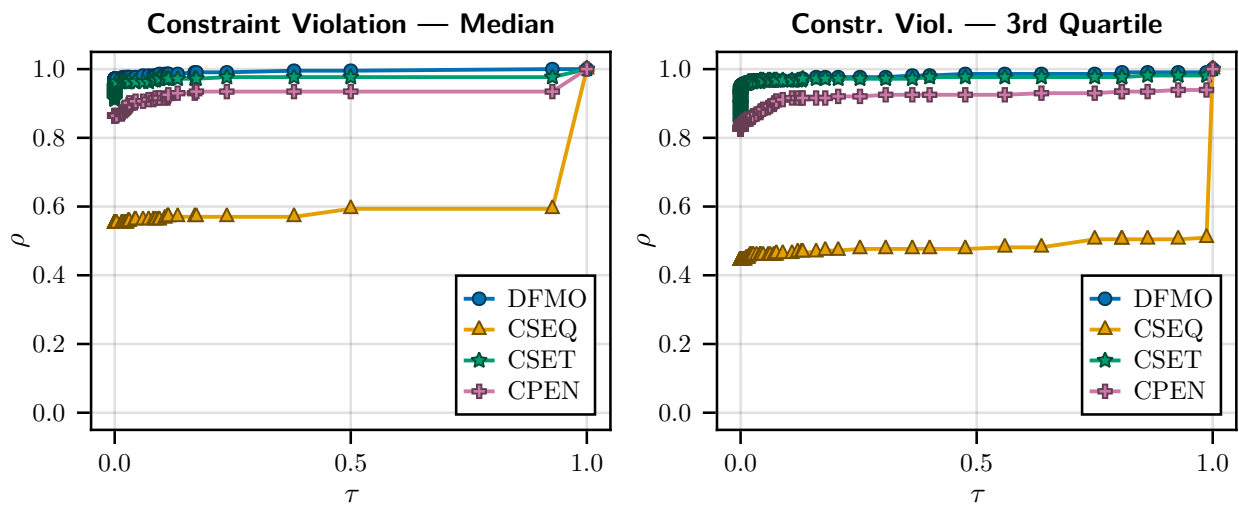 Constraint Violation — Median
1.0
0.8
0.6
0.4
0.2
0.0
ρ
0.0
0.5
1.0
τ
DFMO
CSEQ
CSET
CPEN
Constr. Viol. — 3rd Quartile
1.0
0.8
0.6
0.4
0.2
0.0
ρ
0.0
0.5
1.0
τ
DFMO
CSEQ
CSET
CPEN